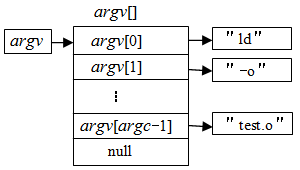 argv[]
argv argv[0] "ld"
argv[1] "-o"
⋮
argv[argc-1] "test.o"
null